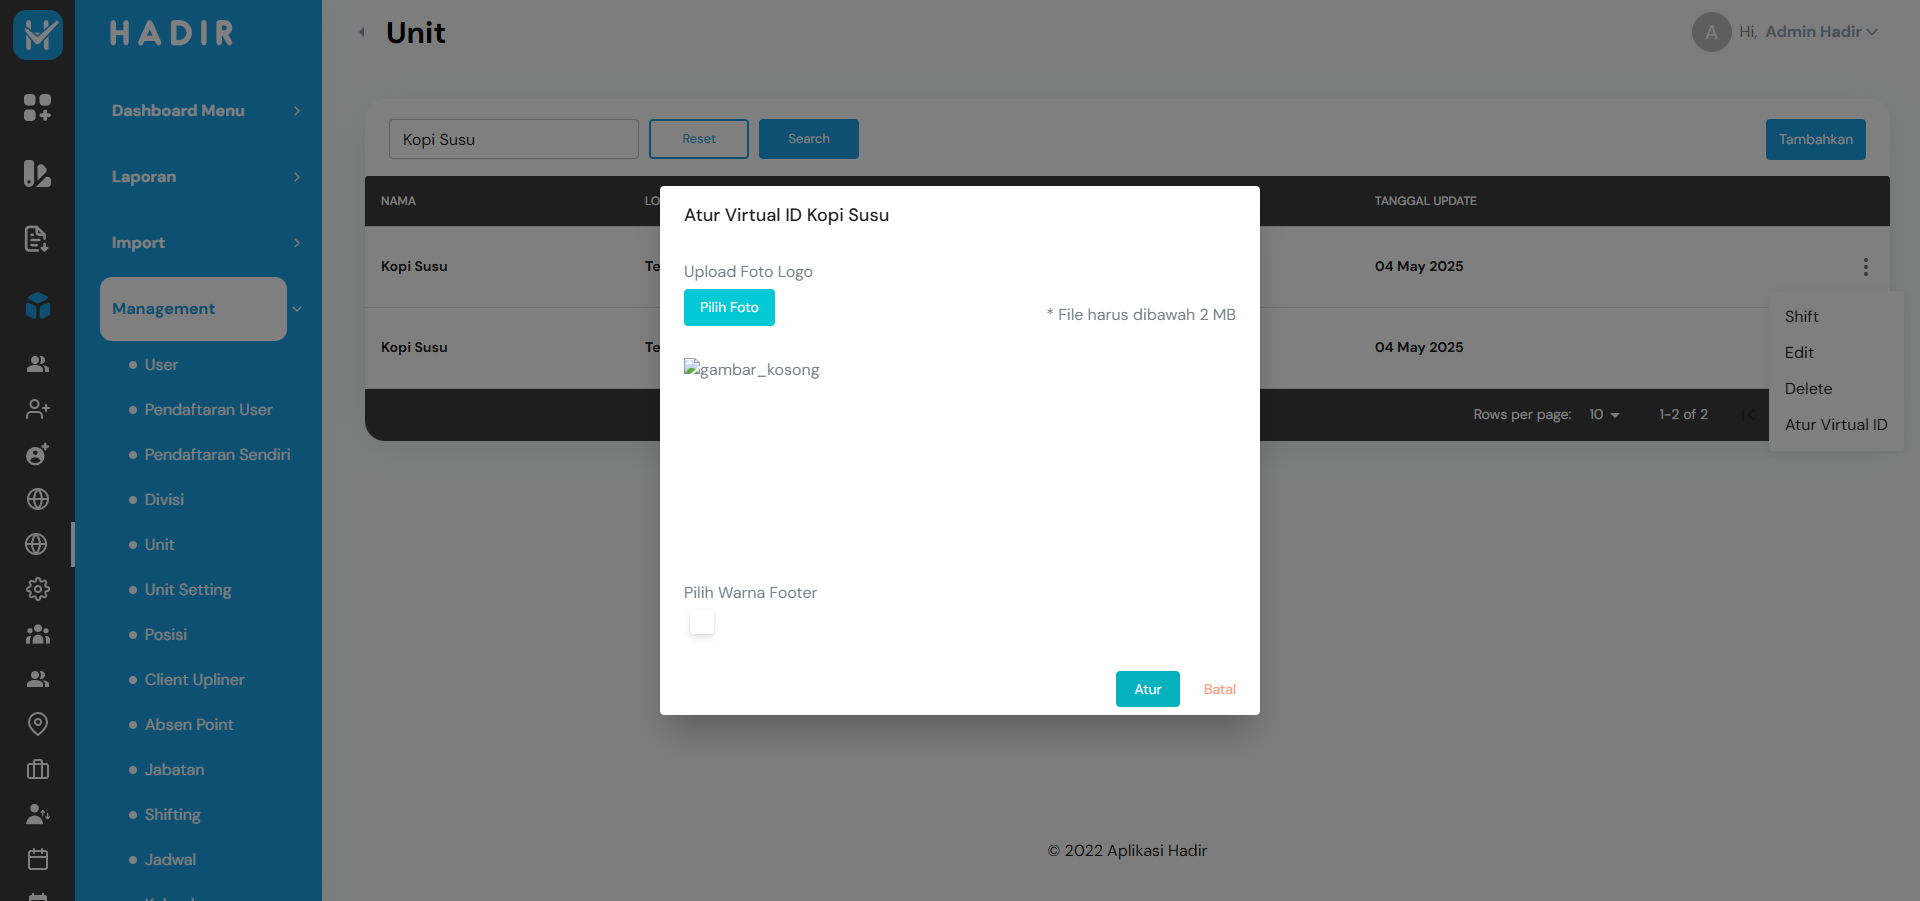 HADIR
Unit
A
Hi, Admin Hadir
Dashboard Menu
Laporan
Import
Management
User
Pendaftaran User
Pendaftaran Sendiri
Divisi
Unit
Unit Setting
Posisi
Client Upliner
Absen Point
Jabatan
Shifting
Jadwal
Kopi Susu
Reset
Search
Tambahkan
NAMA
LO
TANGGAL UPDATE
Kopi Susu
Te
04 May 2025
Kopi Susu
Te
04 May 2025
Rows per page: 10
1-2 of 2
Shift
Edit
Delete
Atur Virtual ID
Atur Virtual ID Kopi Susu
Upload Foto Logo
Pilih Foto
* File harus dibawah 2 MB
gambar_kosong
Pilih Warna Footer
Atur
Batal
© 2022 Aplikasi Hadir